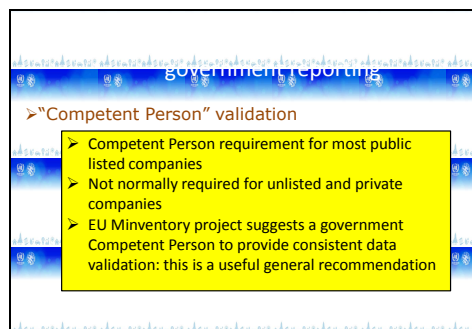 government reporting
➢“Competent Person” validation
➢ Competent Person requirement for most public
listed companies
➢ Not normally required for unlisted and private
companies
➢ EU Minventory project suggests a government
Competent Person to provide consistent data
validation: this is a useful general recommendation